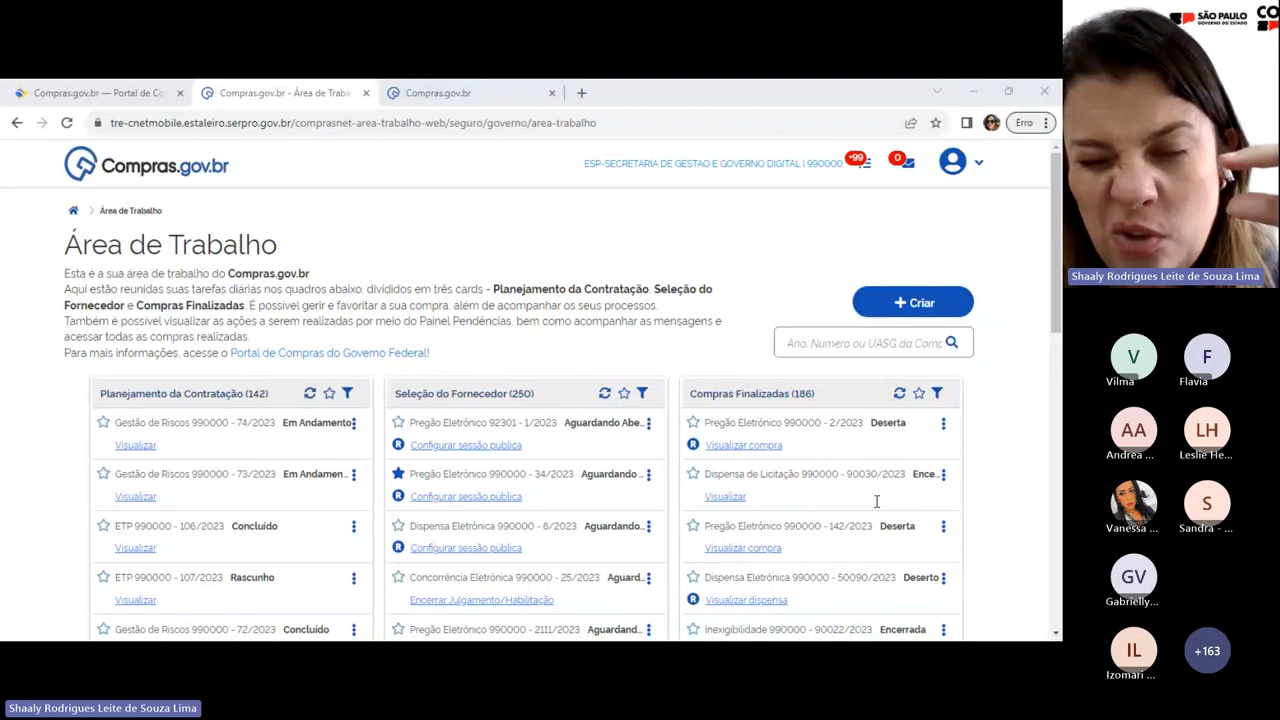 SÃO PAULO
GOVERNO DO ESTADO
Compras.gov.br — Portal de Co
Compras.gov.br - Área de Traba
Compras.gov.br
tre-cnetmobile.estaleiro.serpro.gov.br/comprasnet-area-trabalho-web/seguro/governo/area-trabalho
Erro
Compras.gov.br
ESP-SECRETARIA DE GESTAO E GOVERNO DIGITAL | 990000
+99
0
Área de Trabalho
Área de Trabalho
Esta é a sua área de trabalho do Compras.gov.br
Aqui estão reunidas suas tarefas diárias nos quadros abaixo, divididos em três cards - Planejamento da Contratação, Seleção do
Fornecedor e Compras Finalizadas. É possível gerir e favoritar a sua compra, além de acompanhar os seus processos.
Também é possível visualizar as ações a serem realizadas por meio do Painel Pendências, bem como acompanhar as mensagens e
acessar todas as compras realizadas.
Para mais informações, acesse o Portal de Compras do Governo Federal!
+ Criar
Ano, Numero ou UASG da Comp
Planejamento da Contratação (142)
Gestão de Riscos 990000 - 74/2023 Em Andamento
Visualizar
Gestão de Riscos 990000 - 73/2023 Em Andamen...
Visualizar
ETP 990000 - 106/2023 Concluído
Visualizar
ETP 990000 - 107/2023 Rascunho
Visualizar
Gestão de Riscos 990000 - 72/2023 Concluído
Seleção do Fornecedor (250)
Pregão Eletrônico 92301 - 1/2023 Aguardando Abe...
R Configurar sessão pública
Pregão Eletrônico 990000 - 34/2023 Aguardando ...
R Configurar sessão pública
Dispensa Eletrônica 990000 - 6/2023 Aguardando...
R Configurar sessão pública
Concorrência Eletrônica 990000 - 25/2023 Aguard...
Encerrar Julgamento/Habilitação
Pregão Eletrônico 990000 - 2111/2023 Aguardand...
Compras Finalizadas (186)
Pregão Eletrônico 990000 - 2/2023 Deserta
R Visualizar compra
Dispensa de Licitação 990000 - 90030/2023 Ence...
Visualizar
Pregão Eletrônico 990000 - 142/2023 Deserta
Visualizar compra
Dispensa Eletrônica 990000 - 50090/2023 Deserto
R Visualizar dispensa
Inexigibilidade 990000 - 90022/2023 Encerrada
Shaaly Rodrigues Leite de Souza Lima
V
Vilma
F
Flavia
AA
Andrea ...
LH
Leslie He...
Vanessa ...
S
Sandra - ...
GV
Gabrielly...
IL
Izomari ...
+163
Shaaly Rodrigues Leite de Souza Lima